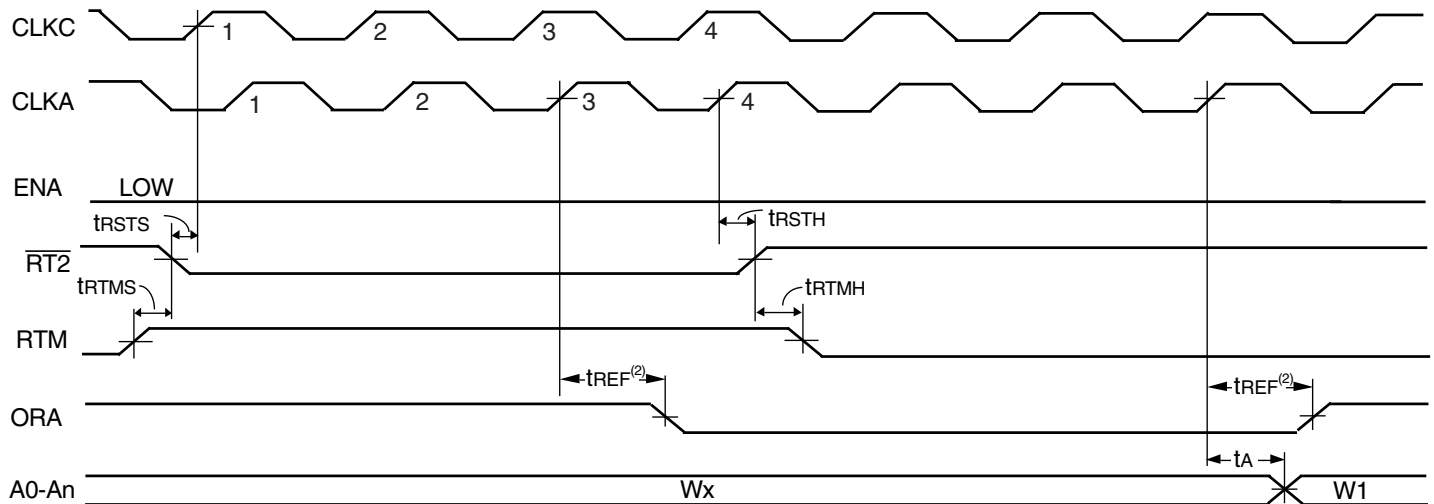 CLKC 1 2 3 4
CLKA 1 2 3 4
ENA LOW
tRSTS tRSTH
RT2
tRTMS tRTMH
RTM
tREF(2) tREF(2)
ORA
tA
A0-An Wx W1